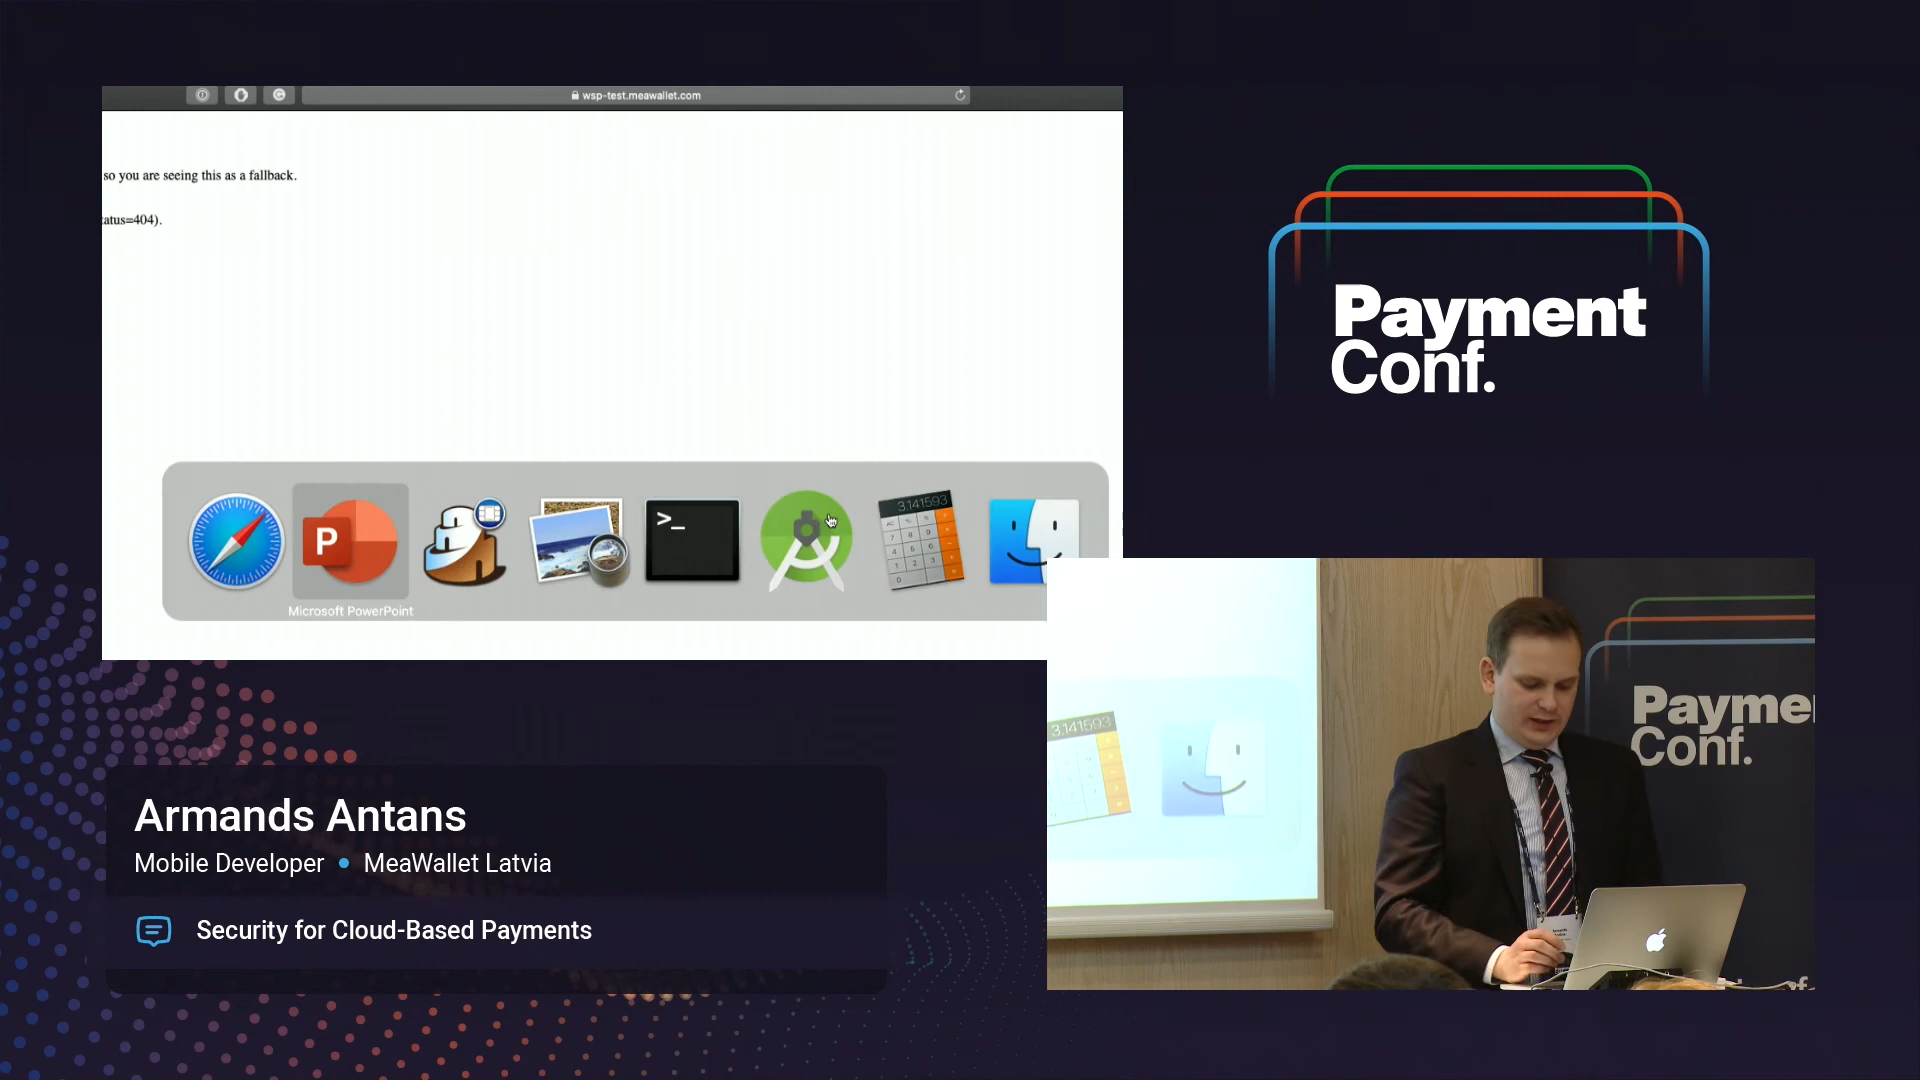 wsp-test.meawallet.com
so you are seeing this as a fallback.
tatus=404).
3.141593
>_
P
Microsoft PowerPoint
Payment
Conf.
3.141593
Payme
Conf.
Armands Antans
Mobile Developer • MeaWallet Latvia
Security for Cloud-Based Payments